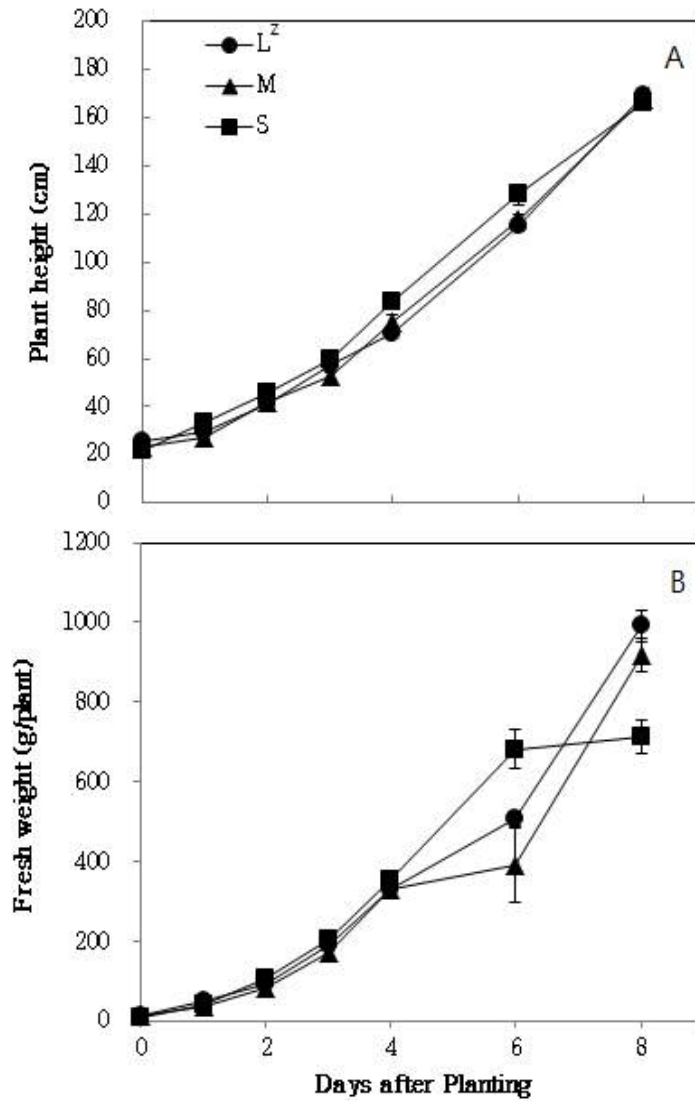 A
L z
M
S
200
180
160
140
120
100
80
60
40
20
0
Plant height (cm)
B
1200
1000
800
600
400
200
0
Fresh weight (g/plant)
0 2 4 6 8
Days after Planting